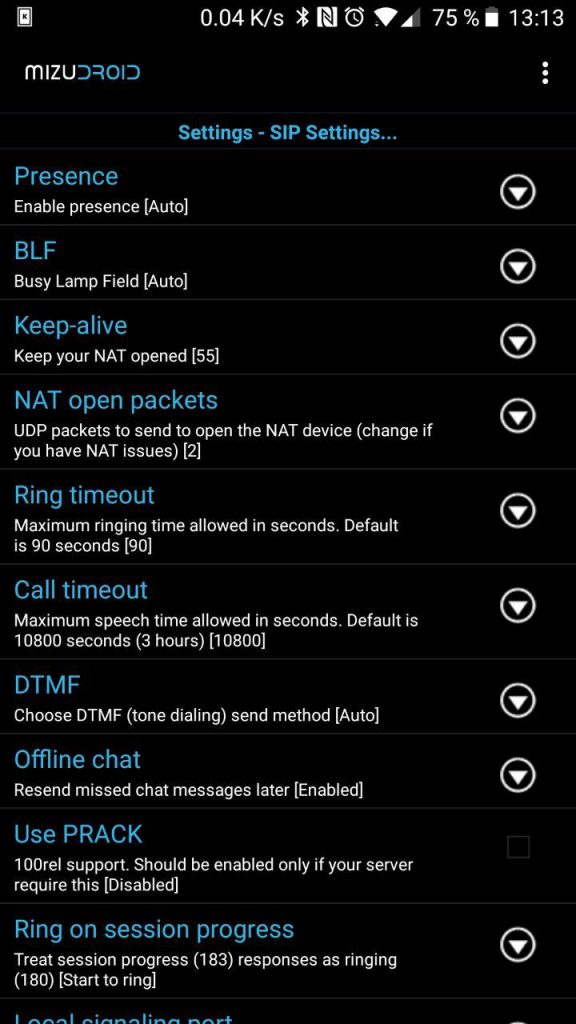 0.04 K/s 75 % 13:13
MIZUDROID
Settings - SIP Settings...
Presence
Enable presence [Auto]
BLF
Busy Lamp Field [Auto]
Keep-alive
Keep your NAT opened [55]
NAT open packets
UDP packets to send to open the NAT device (change if
you have NAT issues) [2]
Ring timeout
Maximum ringing time allowed in seconds. Default
is 90 seconds [90]
Call timeout
Maximum speech time allowed in seconds. Default is
10800 seconds (3 hours) [10800]
DTMF
Choose DTMF (tone dialing) send method [Auto]
Offline chat
Resend missed chat messages later [Enabled]
Use PRACK
100rel support. Should be enabled only if your server
require this [Disabled]
Ring on session progress
Treat session progress (183) responses as ringing
(180) [Start to ring]
Local signaling port